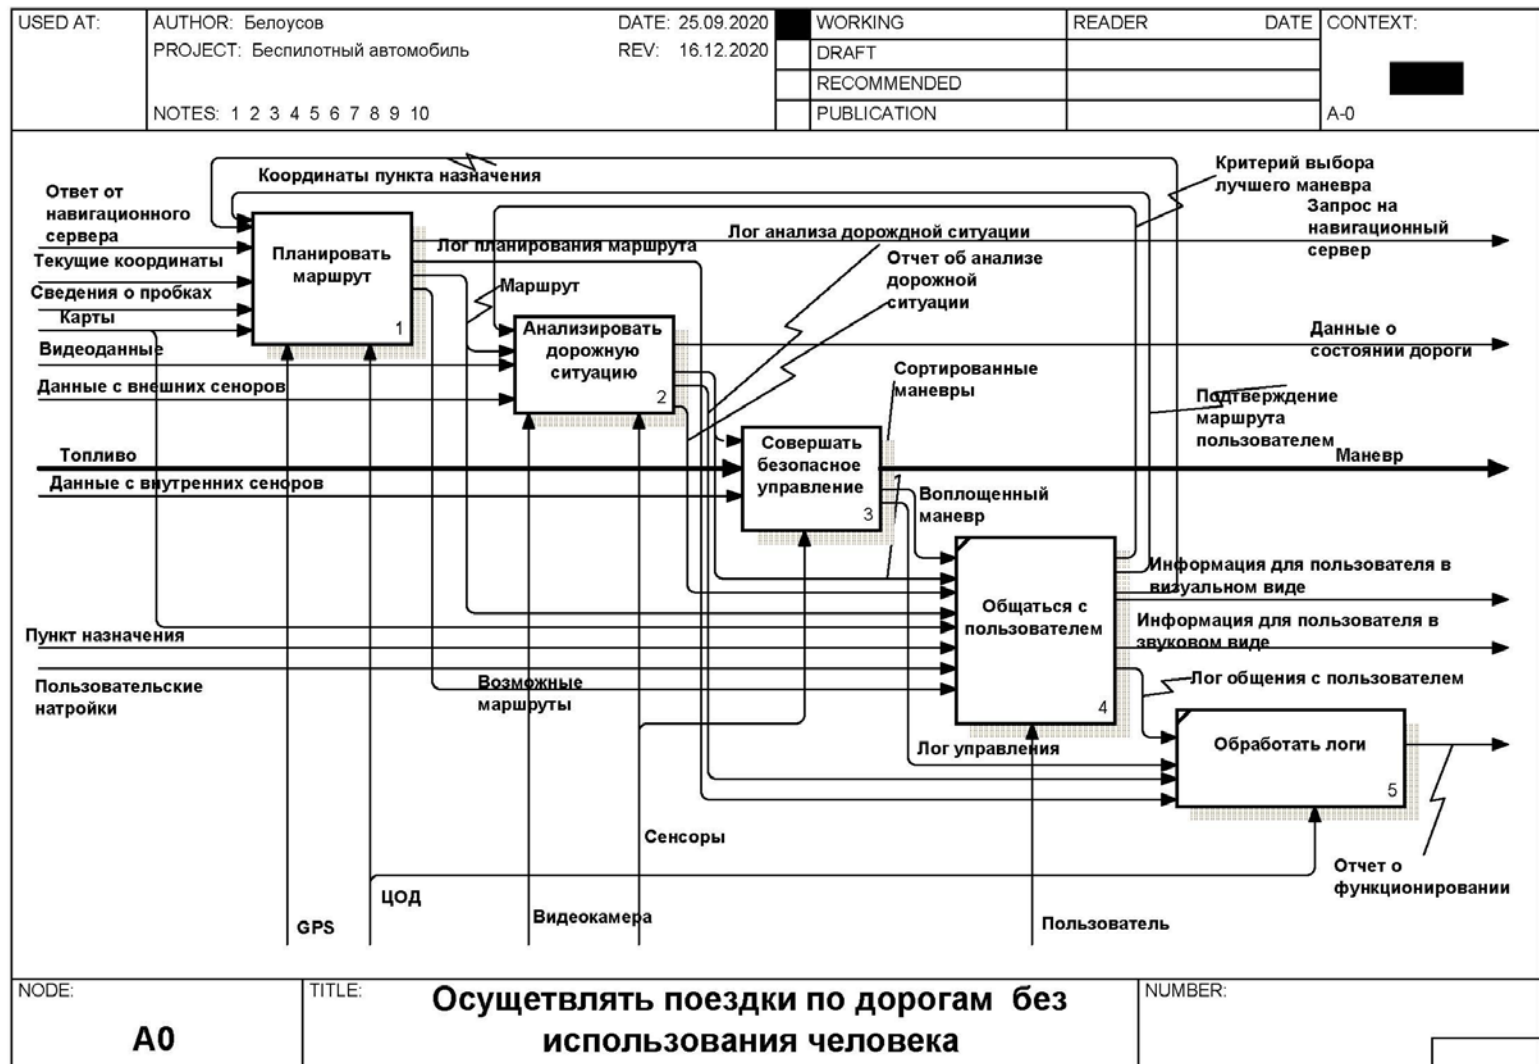 USED AT:
AUTHOR: Белоусов
DATE: 25.09.2020
WORKING
READER
DATE
CONTEXT:
PROJECT: Беспилотный автомобиль
REV: 16.12.2020
DRAFT
RECOMMENDED
NOTES: 1 2 3 4 5 6 7 8 9 10
PUBLICATION
A-0
Координаты пункта назначения
Критерий выбора
лучшего маневра
Ответ от
навигационного
сервера
Запрос на
навигационный
сервер
Планировать
маршрут
1
Лог планирования маршрута
Лог анализа дорождной ситуации
Отчет об анализе
дорожной
ситуации
Текущие координаты
Сведения о пробках
Карты
Маршрут
Видеоданные
Анализировать
дорожную
ситуацию
2
Данные о
состоянии дороги
Данные с внешних сеноров
Сортированные
маневры
Подтверждение
маршрута
пользователем
Топливо
Совершать
безопасное
управление
3
Маневр
Данные с внутренних сеноров
Воплощенный
маневр
Информация для пользователя в
визуальном виде
Общаться с
пользователем
4
Пункт назначения
Информация для пользователя в
звуковом виде
Пользовательские
натройки
Возможные
маршруты
Лог общения с пользователем
Лог управления
Обработать логи
5
Сенсоры
Отчет о
функционировании
ЦОД
GPS
Видеокамера
Пользователь
NODE:
A0
TITLE:
Осущетвлять поездки по дорогам без
использования человека
NUMBER: